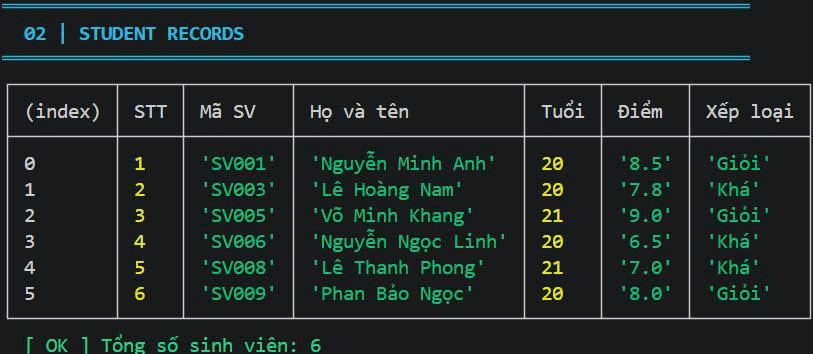 02 | STUDENT RECORDS
(index) STT Mã SV Họ và tên Tuổi Điểm Xếp loại
0 1 'SV001' 'Nguyễn Minh Anh' 20 '8.5' 'Giỏi'
1 2 'SV003' 'Lê Hoàng Nam' 20 '7.8' 'Khá'
2 3 'SV005' 'Võ Minh Khang' 21 '9.0' 'Giỏi'
3 4 'SV006' 'Nguyễn Ngọc Linh' 20 '6.5' 'Khá'
4 5 'SV008' 'Lê Thanh Phong' 21 '7.0' 'Khá'
5 6 'SV009' 'Phan Bảo Ngọc' 20 '8.0' 'Giỏi'
[ OK ] Tổng số sinh viên: 6